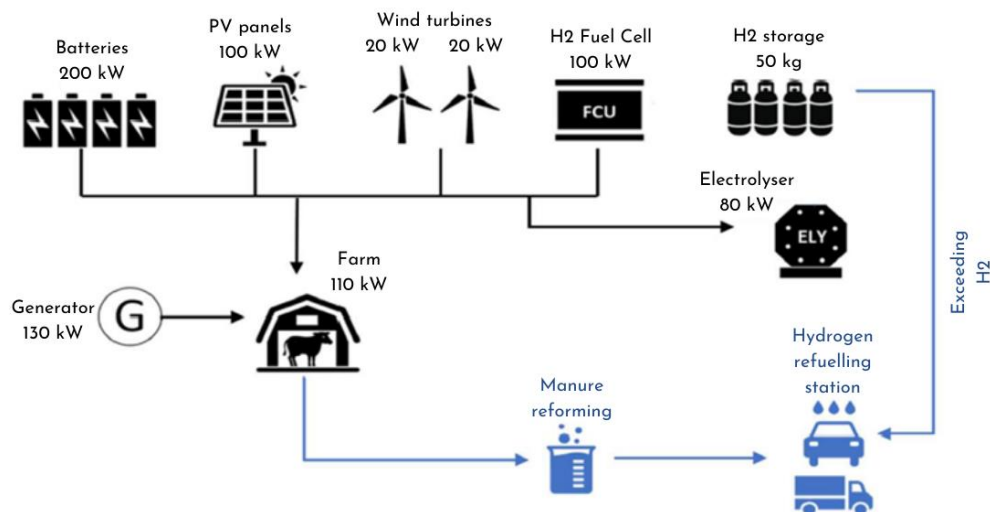 Batteries
200 kW
PV panels
100 kW
Wind turbines
20 kW 20 kW
H2 Fuel Cell
100 kW
FCU
H2 storage
50 kg
Electrolyser
80 kW
ELY
Farm
110 kW
Generator
130 kW
G
Exceeding
H2
Manure
reforming
Hydrogen
refuelling
station